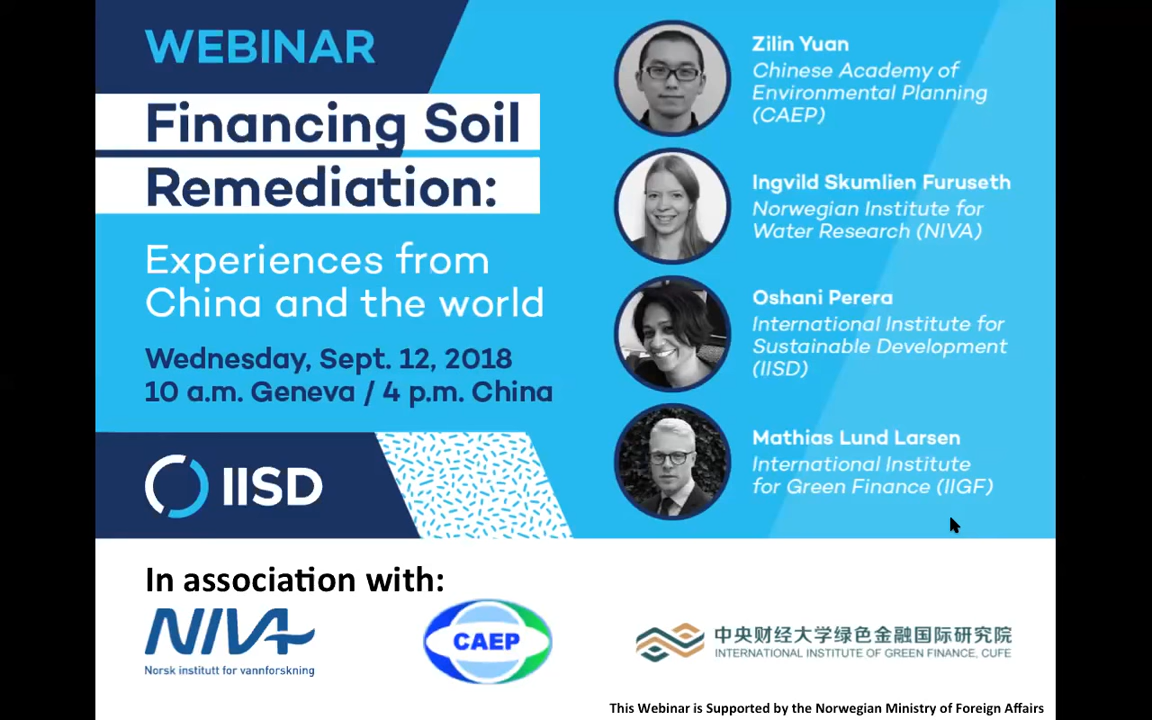 WEBINAR
Financing Soil
Remediation:
Experiences from
China and the world
Wednesday, Sept. 12, 2018
10 a.m. Geneva / 4 p.m. China
IISD
Zilin Yuan
Chinese Academy of
Environmental Planning
(CAEP)
Ingvild Skumlien Furuseth
Norwegian Institute for
Water Research (NIVA)
Oshani Perera
International Institute for
Sustainable Development
(IISD)
Mathias Lund Larsen
International Institute
for Green Finance (IIGF)
In association with:
NIVA
Norsk institutt for vannforskning
CAEP
中央财经大学绿色金融国际研究院
INTERNATIONAL INSTITUTE OF GREEN FINANCE, CUFE
This Webinar is Supported by the Norwegian Ministry of Foreign Affairs